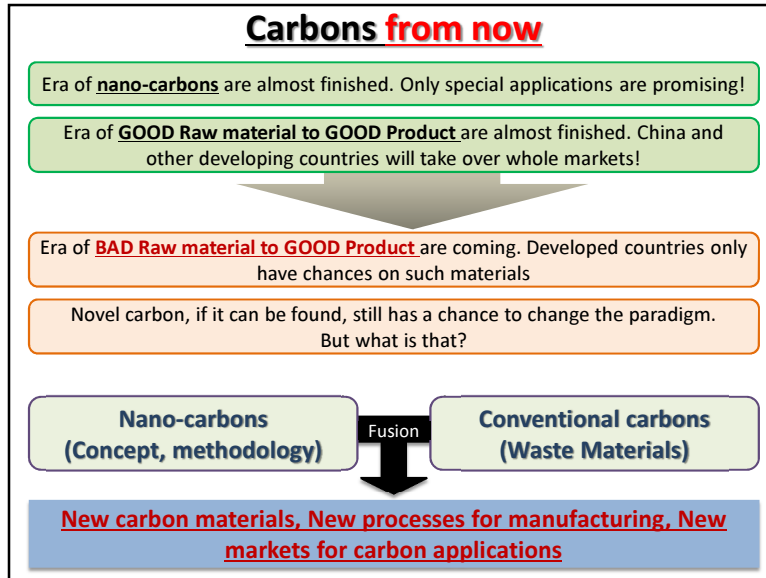 Carbons from now
Era of nano-carbons are almost finished. Only special applications are promising!
Era of GOOD Raw material to GOOD Product are almost finished. China and
other developing countries will take over whole markets!
Era of BAD Raw material to GOOD Product are coming. Developed countries only
have chances on such materials
Novel carbon, if it can be found, still has a chance to change the paradigm.
But what is that?
Nano-carbons
(Concept, methodology)
Fusion
Conventional carbons
(Waste Materials)
New carbon materials, New processes for manufacturing, New
markets for carbon applications